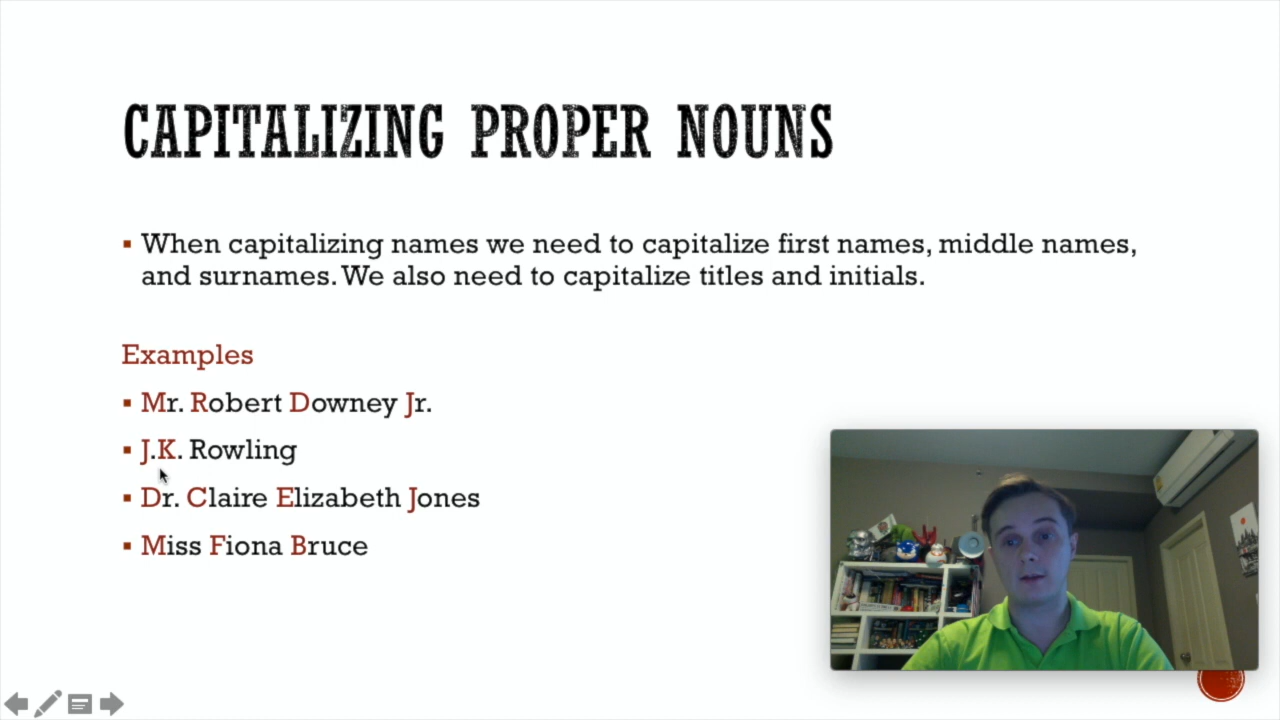 CAPITALIZING PROPER NOUNS
▪ When capitalizing names we need to capitalize first names, middle names,
and surnames. We also need to capitalize titles and initials.
Examples
▪ Mr. Robert Downey Jr.
▪ J.K. Rowling
▪ Dr. Claire Elizabeth Jones
▪ Miss Fiona Bruce